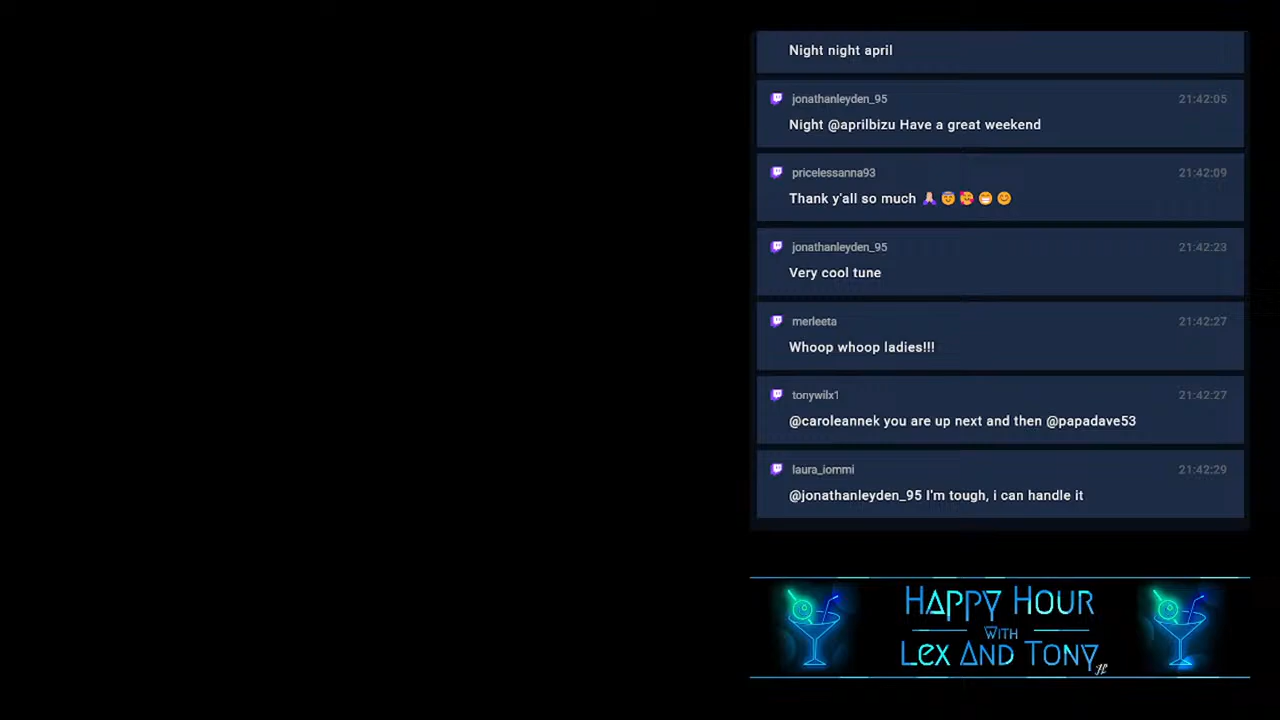 Night night april
jonathanleyden_95 21:42:05
Night @aprilbizu Have a great weekend
pricelessanna93 21:42:09
Thank y'all so much 🙏🏼 😇 🥰 😁 😊
jonathanleyden_95 21:42:23
Very cool tune
merleeta 21:42:27
Whoop whoop ladies!!!
tonywilx1 21:42:27
@caroleannek you are up next and then @papadave53
laura_iommi 21:42:29
@jonathanleyden_95 I'm tough, i can handle it
HAPPY HOUR
WITH
LEX AND TONY